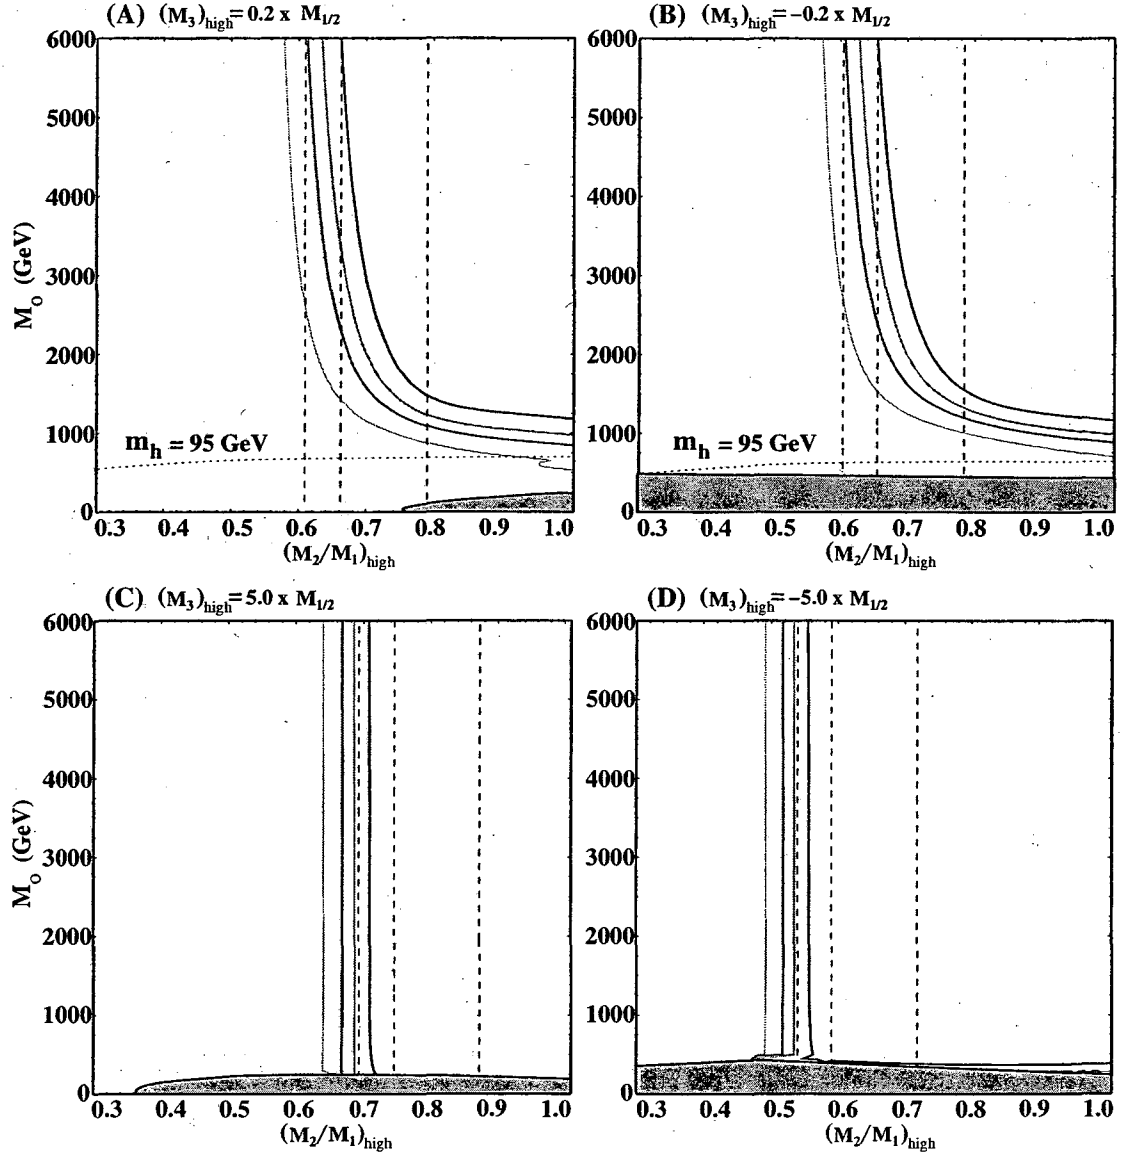 (A) (M3)high= 0.2 x M1/2
(B) (M3)high= −0.2 x M1/2
6000
5000
4000
3000
2000
1000
0
M0 (GeV)
mh = 95 GeV
0.3 0.4 0.5 0.6 0.7 0.8 0.9 1.0
(M2/M1)high
6000
5000
4000
3000
2000
1000
0
mh = 95 GeV
0.3 0.4 0.5 0.6 0.7 0.8 0.9 1.0
(M2/M1)high
(C) (M3)high= 5.0 x M1/2
(D) (M3)high= −5.0 x M1/2
6000
5000
4000
3000
2000
1000
0
M0 (GeV)
0.3 0.4 0.5 0.6 0.7 0.8 0.9 1.0
(M2/M1)high
6000
5000
4000
3000
2000
1000
0
0.3 0.4 0.5 0.6 0.7 0.8 0.9 1.0
(M2/M1)high